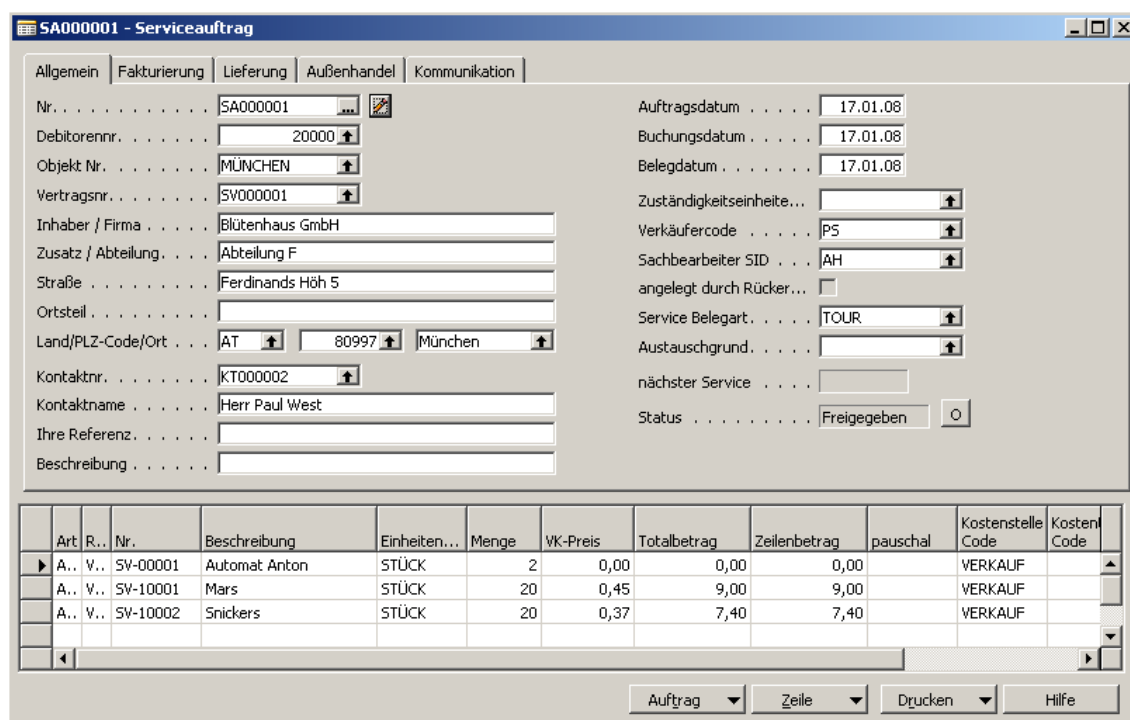 SA000001 - Serviceauftrag
Allgemein Fakturierung Lieferung Außenhandel Kommunikation
Nr. . . . . . . . . . . . . SA000001 ...
Debitorennr. . . . . . . . 20000
Objekt Nr. . . . . . . . . MÜNCHEN
Vertragsnr. . . . . . . . . SV000001
Inhaber / Firma . . . . . Blütenhaus GmbH
Zusatz / Abteilung. . . . Abteilung F
Straße . . . . . . . . . Ferdinands Höh 5
Ortsteil . . . . . . . . . .
Land/PLZ-Code/Ort . . . AT 80997 München
Kontaktnr. . . . . . . . . KT000002
Kontaktname . . . . . . Herr Paul West
Ihre Referenz. . . . . . .
Beschreibung . . . . . .
Auftragsdatum . . . . . 17.01.08
Buchungsdatum . . . . . 17.01.08
Belegdatum . . . . . . . 17.01.08
Zuständigkeitseinheite...
Verkäufercode . . . . . PS
Sachbearbeiter SID . . . AH
angelegt durch Rücker...
Service Belegart. . . . . TOUR
Austauschgrund. . . . .
nächster Service . . . .
Status . . . . . . . . . Freigegeben O
Art R.. Nr. Beschreibung Einheiten... Menge VK-Preis Totalbetrag Zeilenbetrag pauschal Kostenstelle Code Kosten Code
A.. V.. SV-00001 Automat Anton STÜCK 2 0,00 0,00 0,00 VERKAUF
A.. V.. SV-10001 Mars STÜCK 20 0,45 9,00 9,00 VERKAUF
A.. V.. SV-10002 Snickers STÜCK 20 0,37 7,40 7,40 VERKAUF
Auftrag Zeile Drucken Hilfe